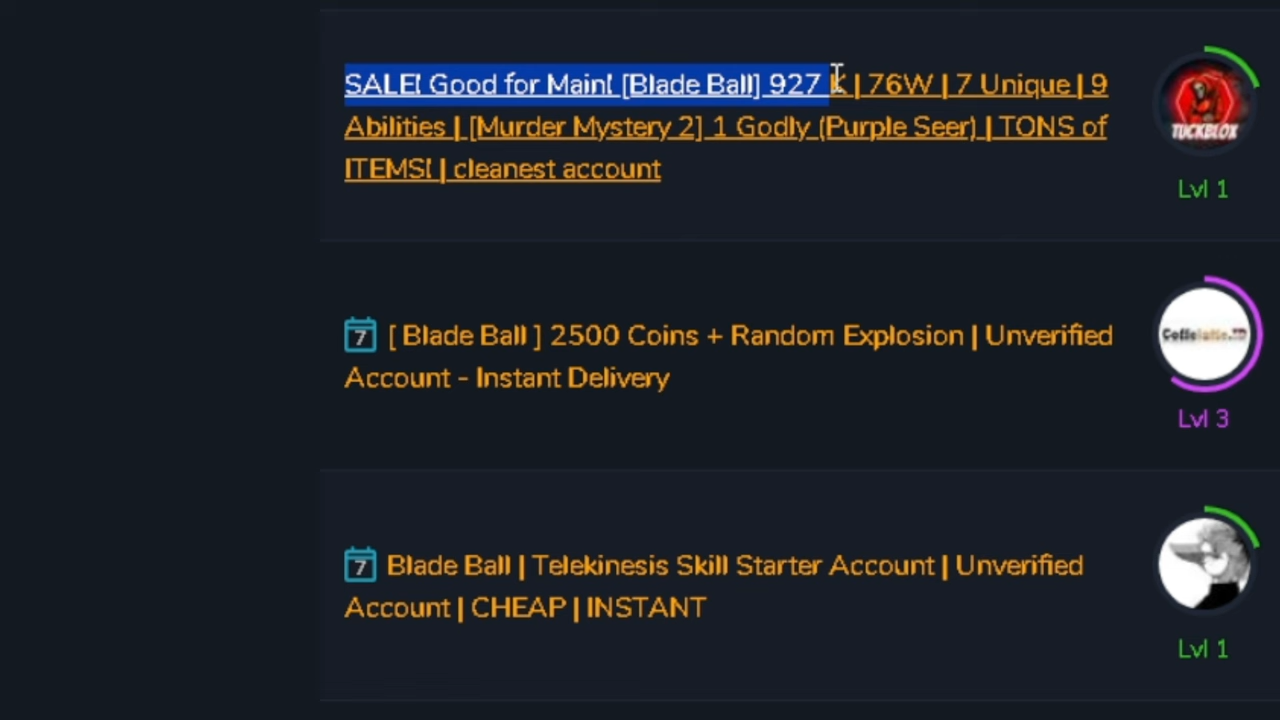 SALE! Good for Main! [Blade Ball] 927 K | 76W | 7 Unique | 9
Abilities | [Murder Mystery 2] 1 Godly (Purple Seer) | TONS of
ITEMS! | cleanest account
TUCKBLOX
Lvl 1
7 [ Blade Ball ] 2500 Coins + Random Explosion | Unverified
Account - Instant Delivery
Lvl 3
7 Blade Ball | Telekinesis Skill Starter Account | Unverified
Account | CHEAP | INSTANT
Lvl 1